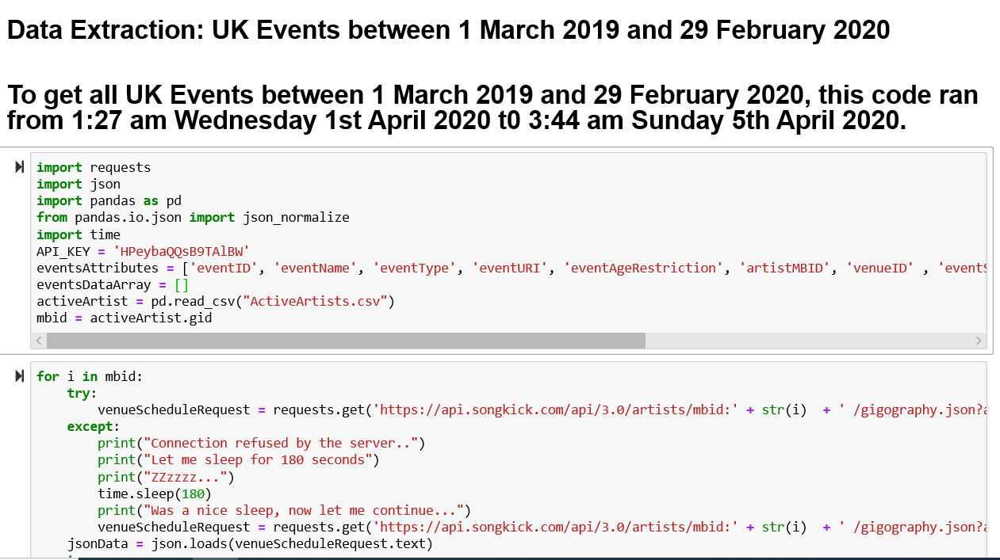 Data Extraction: UK Events between 1 March 2019 and 29 February 2020
To get all UK Events between 1 March 2019 and 29 February 2020, this code ran
from 1:27 am Wednesday 1st April 2020 t0 3:44 am Sunday 5th April 2020.
import requests
import json
import pandas as pd
from pandas.io.json import json_normalize
import time
API_KEY = 'HPeybaQQsB9TAlBW'
eventsAttributes = ['eventID', 'eventName', 'eventType', 'eventURI', 'eventAgeRestriction', 'artistMBID', 'venueID' , 'eventS
eventsDataArray = []
activeArtist = pd.read_csv("ActiveArtists.csv")
mbid = activeArtist.gid
for i in mbid:
    try:
        venueScheduleRequest = requests.get('https://api.songkick.com/api/3.0/artists/mbid:' + str(i)  + ' /gigography.json?a
    except:
        print("Connection refused by the server..")
        print("Let me sleep for 180 seconds")
        print("ZZzzzz...")
        time.sleep(180)
        print("Was a nice sleep, now let me continue...")
        venueScheduleRequest = requests.get('https://api.songkick.com/api/3.0/artists/mbid:' + str(i)  + ' /gigography.json?a
    jsonData = json.loads(venueScheduleRequest.text)